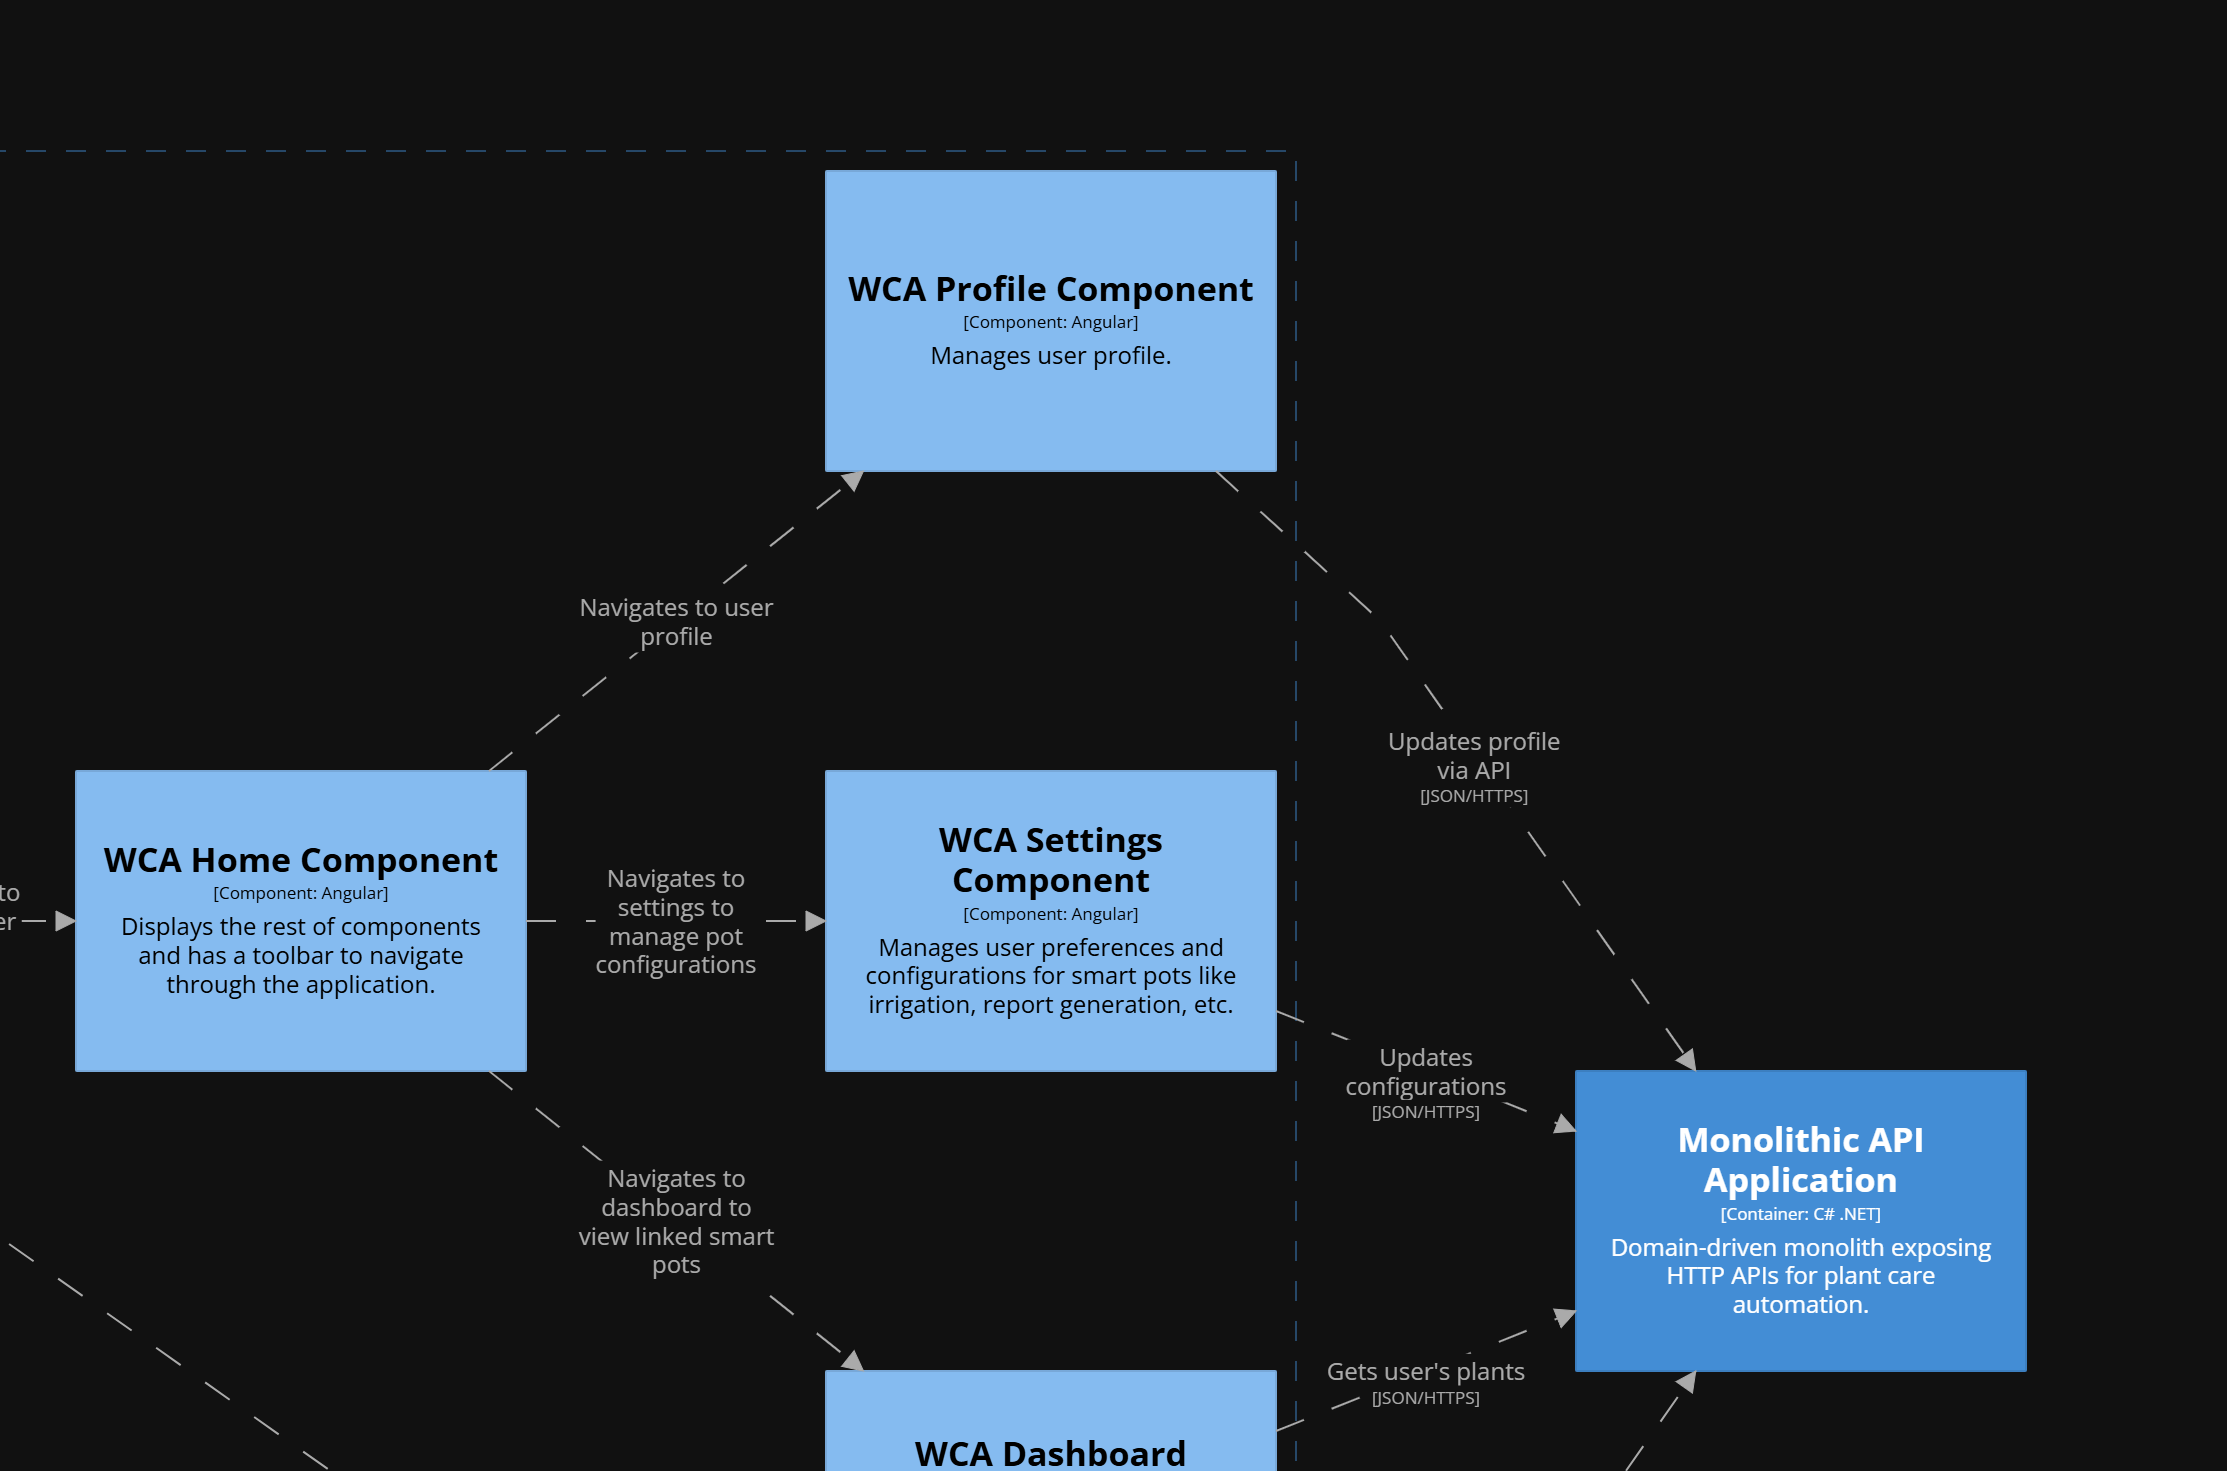 WCA Profile Component
[Component: Angular]
Manages user profile.
Navigates to user
profile
Updates profile
via API
[JSON/HTTPS]
to
er
WCA Home Component
[Component: Angular]
Displays the rest of components
and has a toolbar to navigate
through the application.
Navigates to
settings to
manage pot
configurations
WCA Settings
Component
[Component: Angular]
Manages user preferences and
configurations for smart pots like
irrigation, report generation, etc.
Updates
configurations
[JSON/HTTPS]
Monolithic API
Application
[Container: C# .NET]
Domain-driven monolith exposing
HTTP APIs for plant care
automation.
Navigates to
dashboard to
view linked smart
pots
Gets user's plants
[JSON/HTTPS]
WCA Dashboard